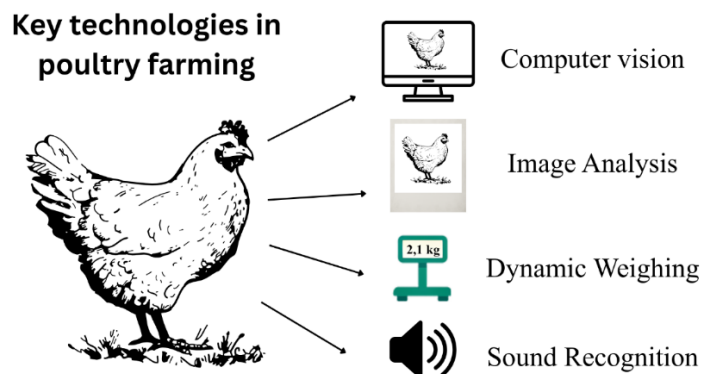 Key technologies in
poultry farming
Computer vision
Image Analysis
2,1 kg
Dynamic Weighing
Sound Recognition